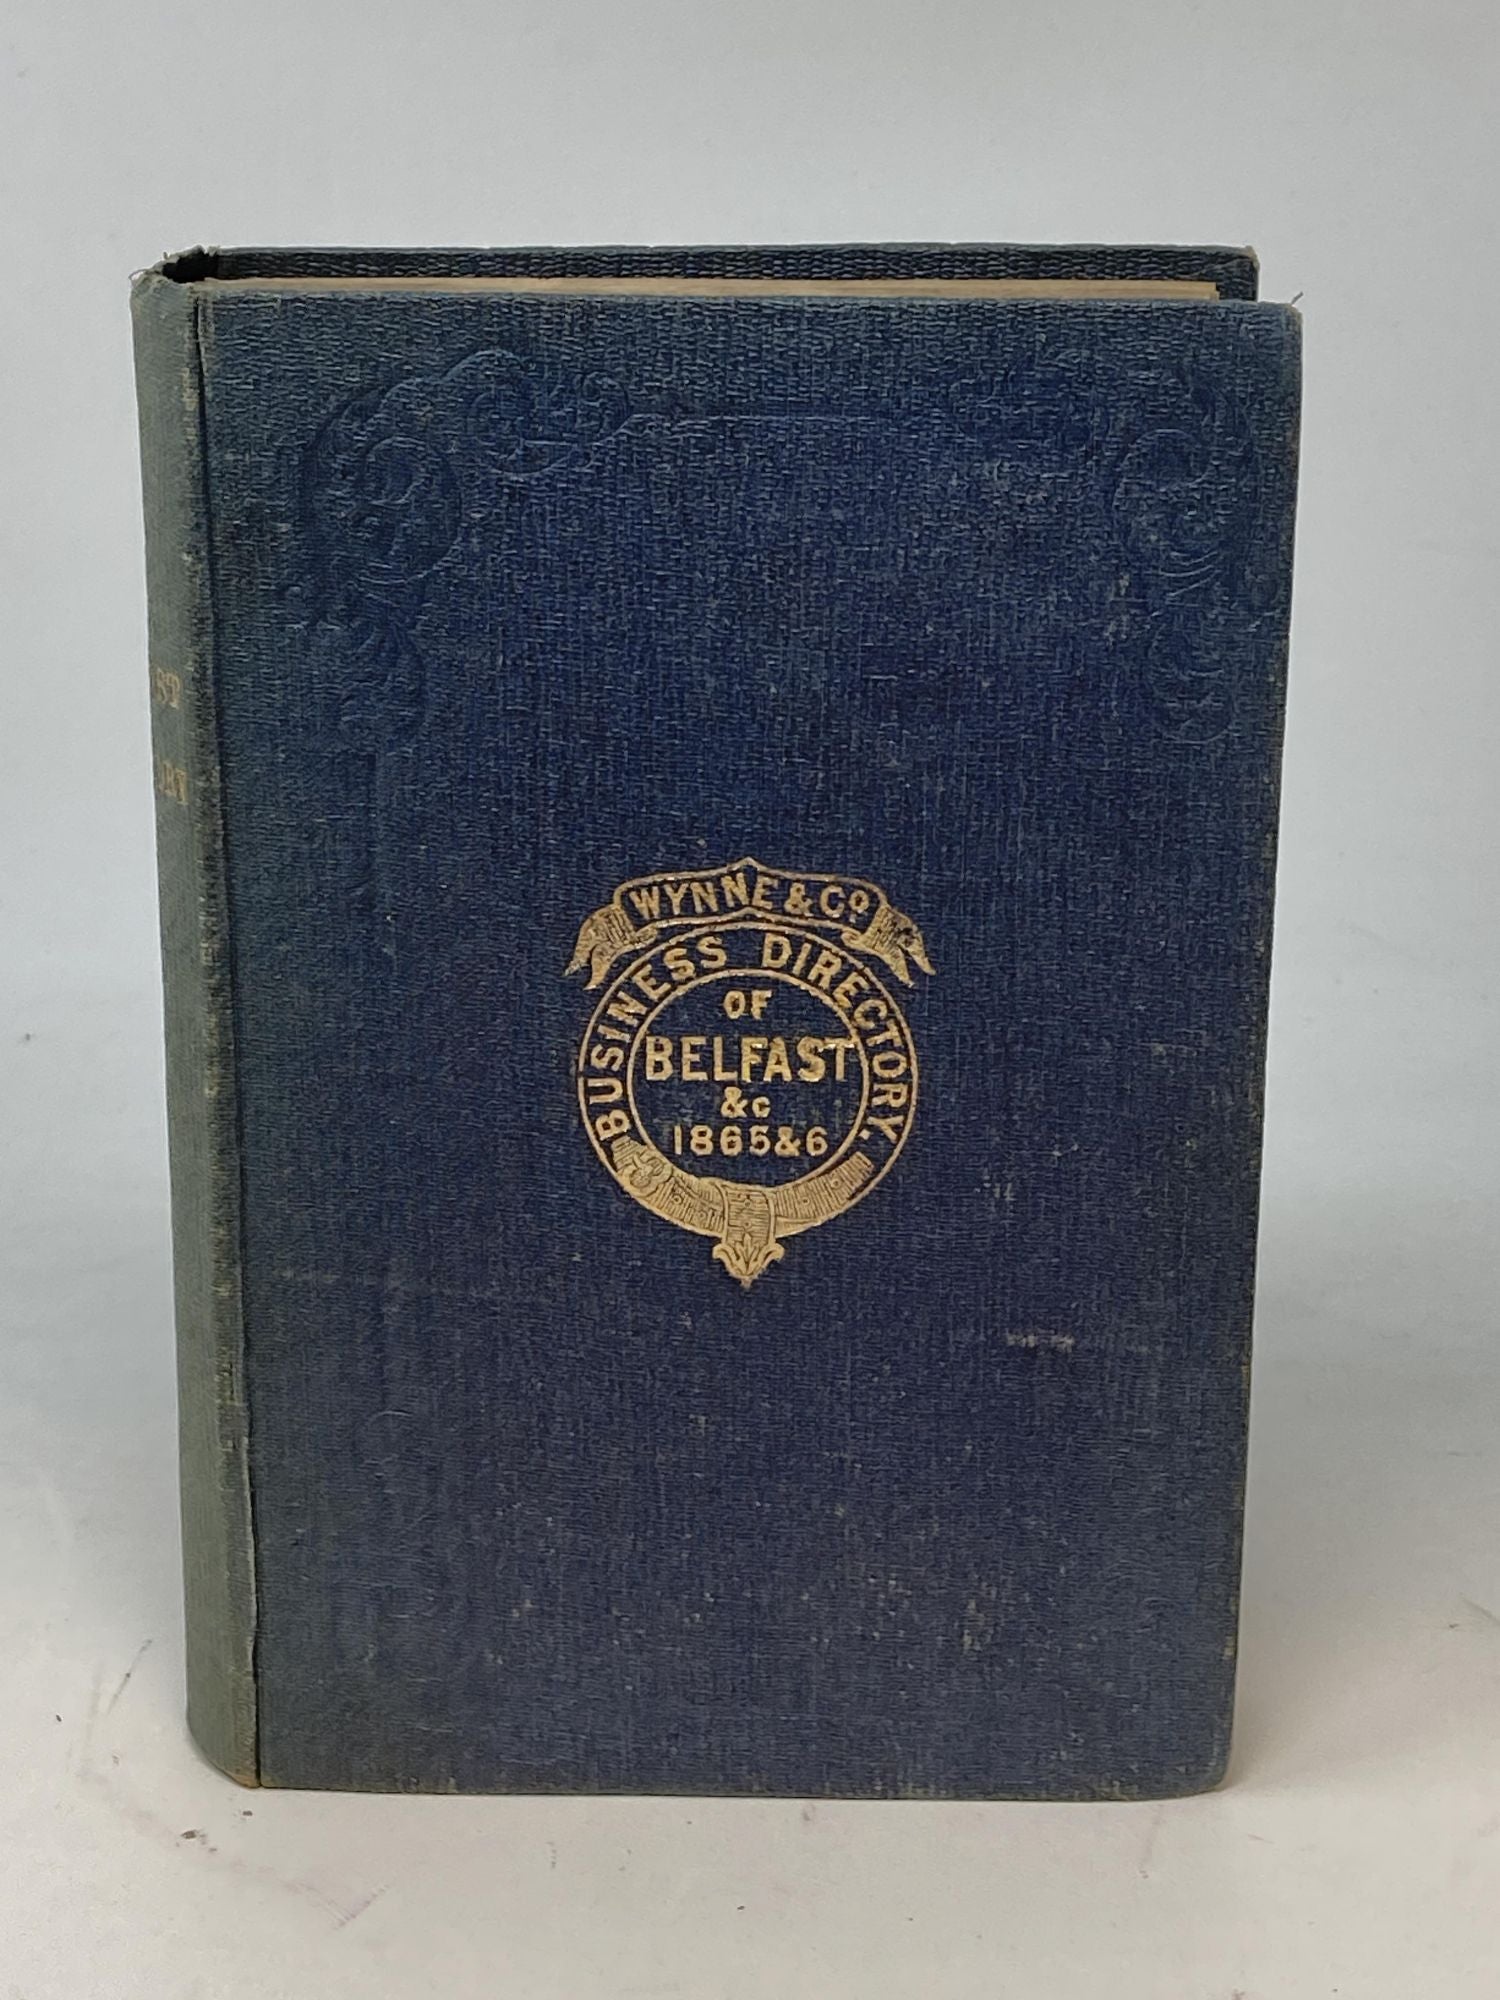 WYNNE & Co
BUSINESS DIRECTORY.
OF
BELFAST
&c
1865&6